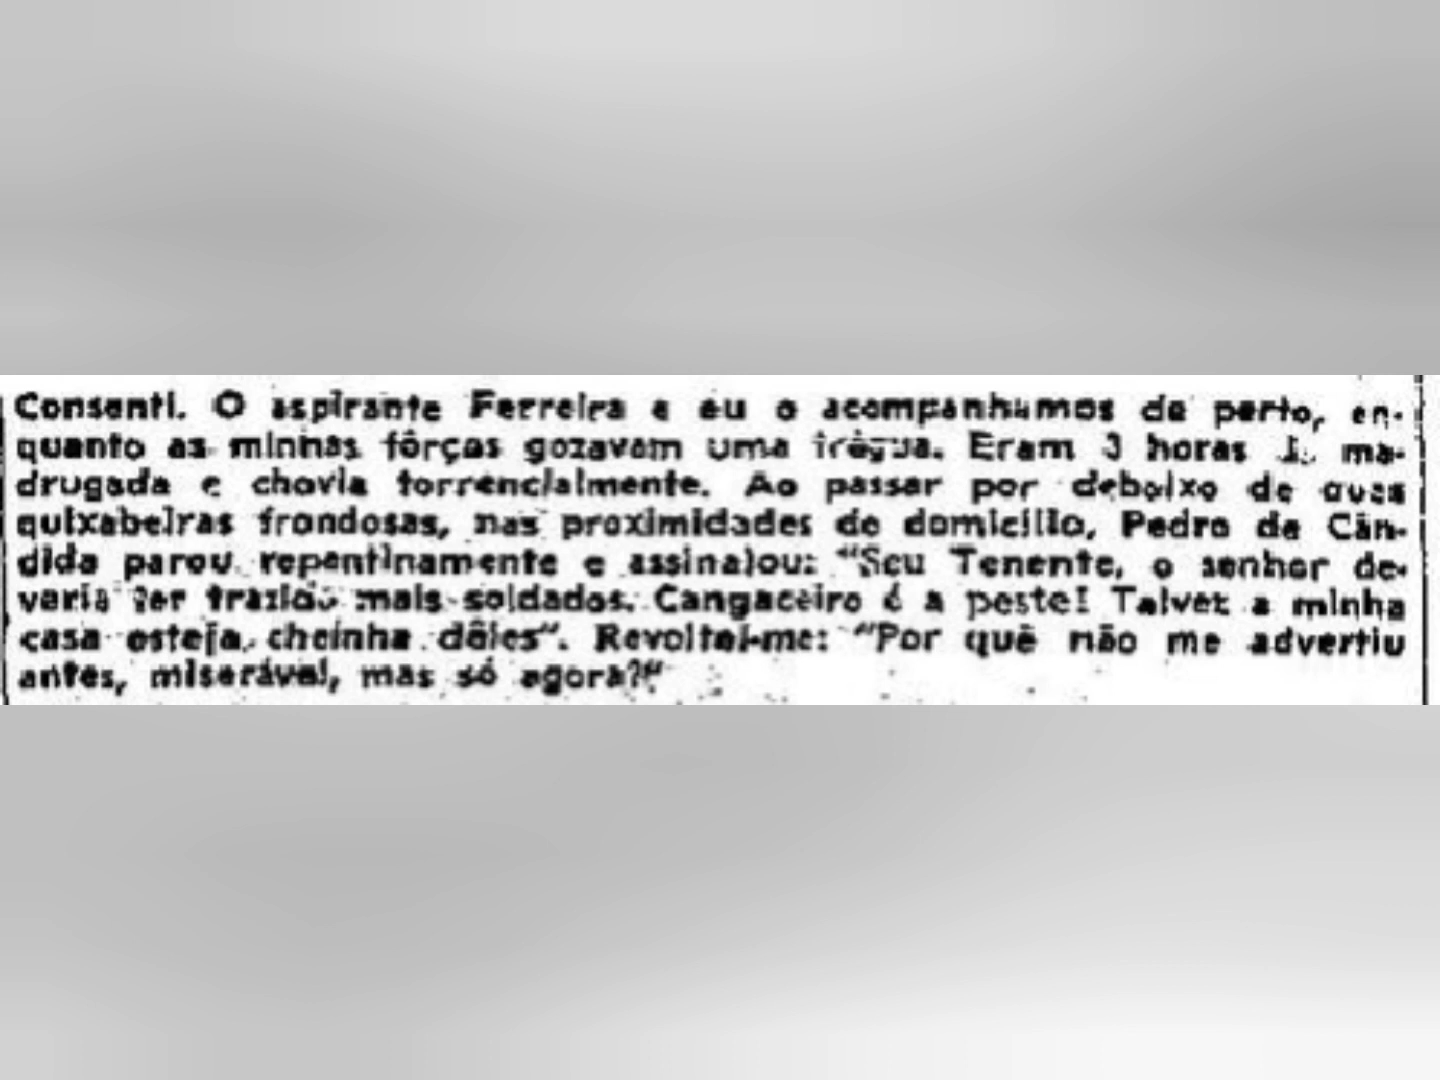 Consenti. O aspirante Ferreira e eu o acompanhamos de perto, en-
quanto as minhas fôrças gozavam uma trégua. Eram 3 horas da ma-
drugada e chovia torrencialmente. Ao passar por debaixo de duas
quixabeiras frondosas, nas proximidades do domicílio, Pedro de Cân-
dida parou repentinamente e assinalou: "Seu Tenente, o senhor de-
veria ter trazido mais soldados. Cangaceiro é a peste! Talvez a minha
casa esteja cheinha dêles". Revoltei-me: "Por quê não me advertiu
antes, miserável, mas só agora?"